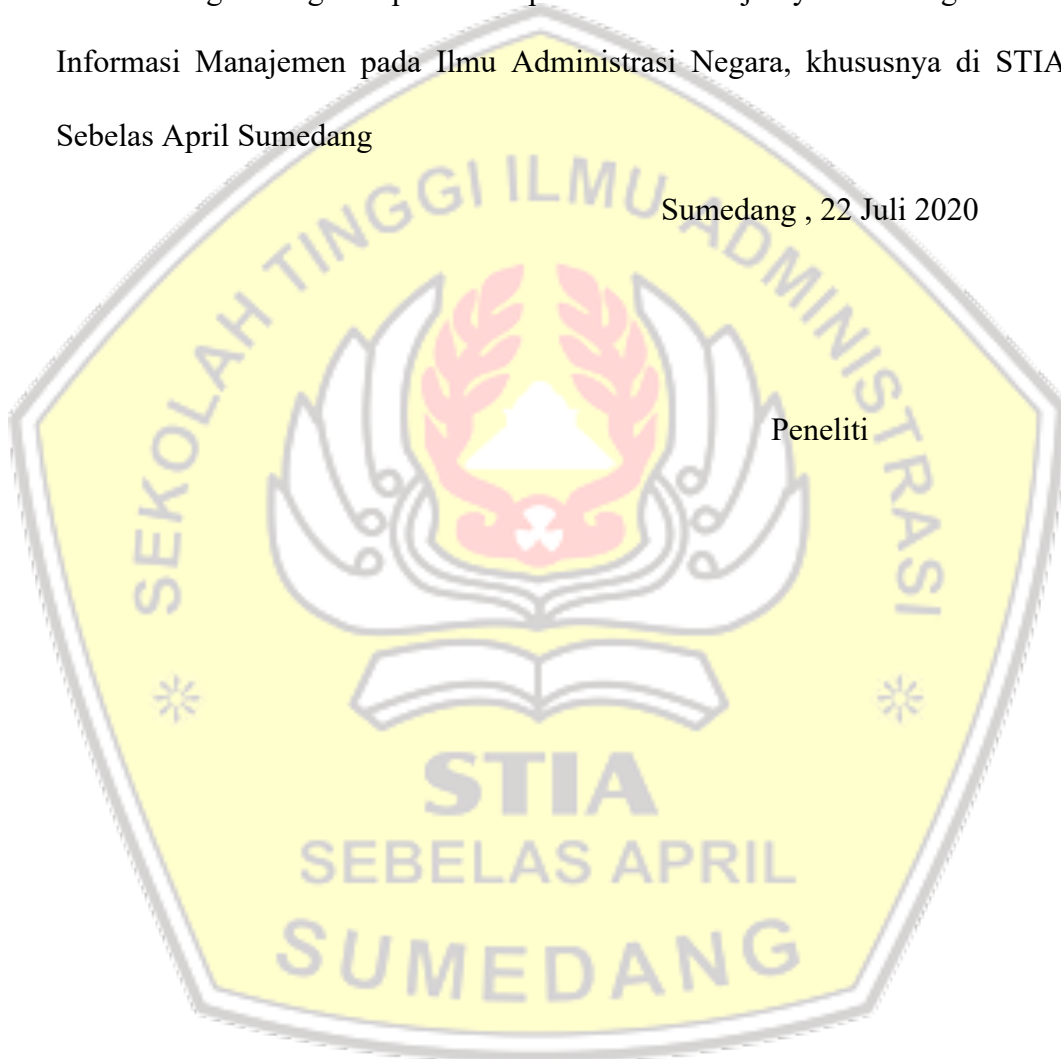 Informasi Manajemen pada Ilmu Administrasi Negara, khususnya di STIA
Sebelas April Sumedang
Sumedang , 22 Juli 2020
Peneliti
SEKOLAH TINGGI ILMU ADMINISTRASI
STIA
SEBELAS APRIL
SUMEDANG